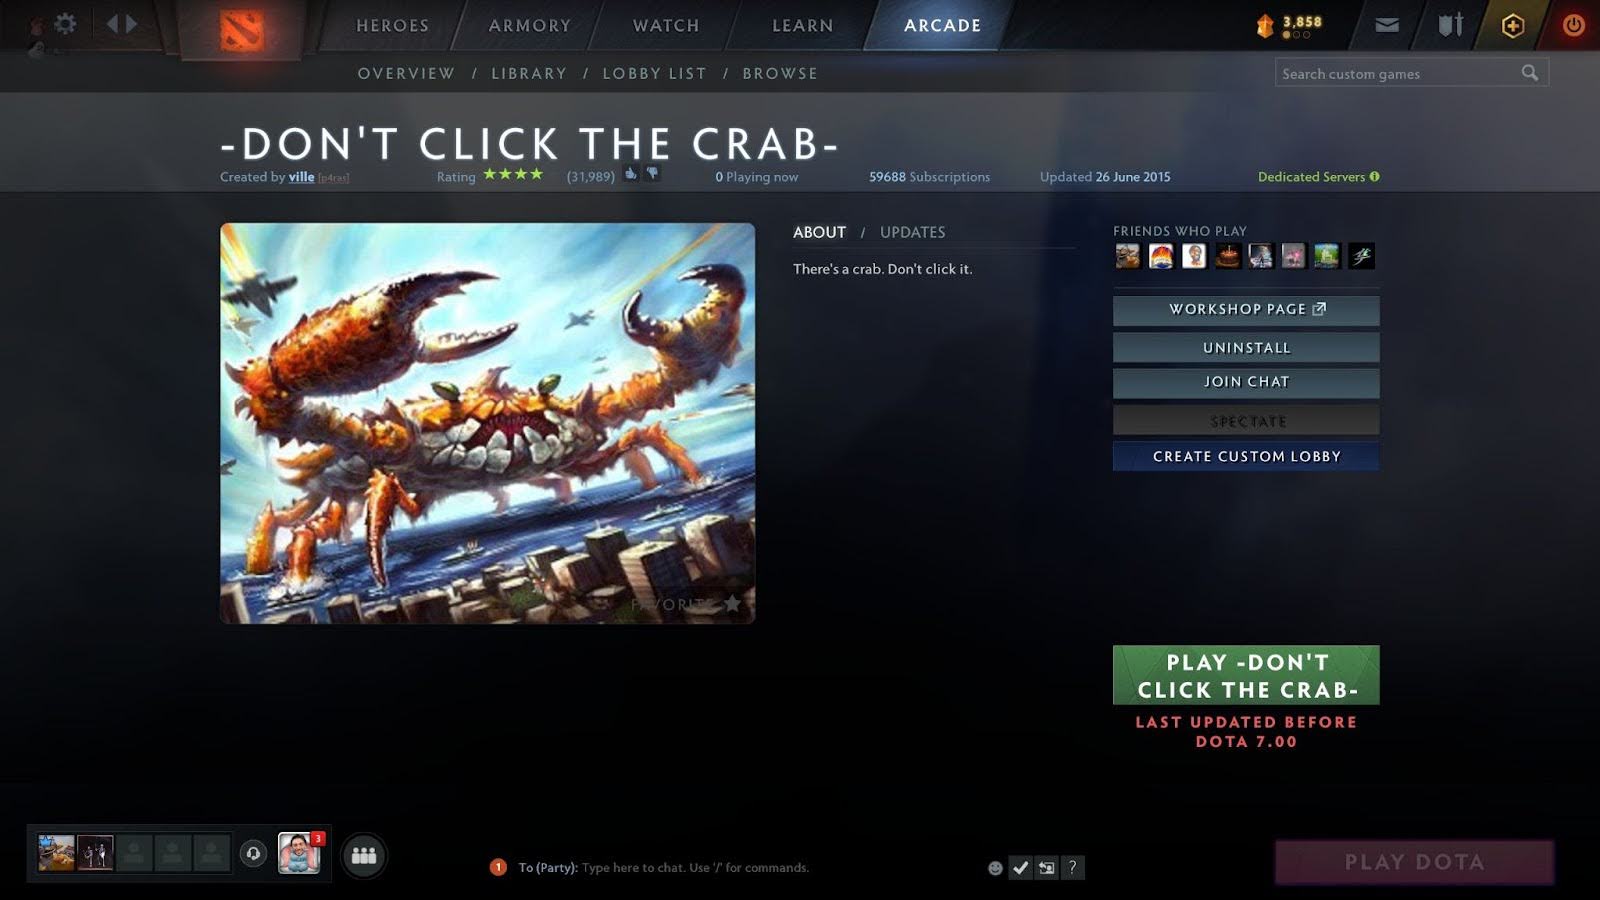 HEROES
ARMORY
WATCH
LEARN
ARCADE
3,858
OVERVIEW / LIBRARY / LOBBY LIST / BROWSE
Search custom games
-DON'T CLICK THE CRAB-
Created by ville [p4ras]
Rating
(31,989)
0 Playing now
59688 Subscriptions
Updated 26 June 2015
Dedicated Servers
ABOUT / UPDATES
There's a crab. Don't click it.
FRIENDS WHO PLAY
WORKSHOP PAGE
UNINSTALL
JOIN CHAT
SPECTATE
CREATE CUSTOM LOBBY
FAVORITE
PLAY -DON'T
CLICK THE CRAB-
LAST UPDATED BEFORE
DOTA 7.00
3
1
To (Party): Type here to chat. Use '/' for commands.
?
PLAY DOTA